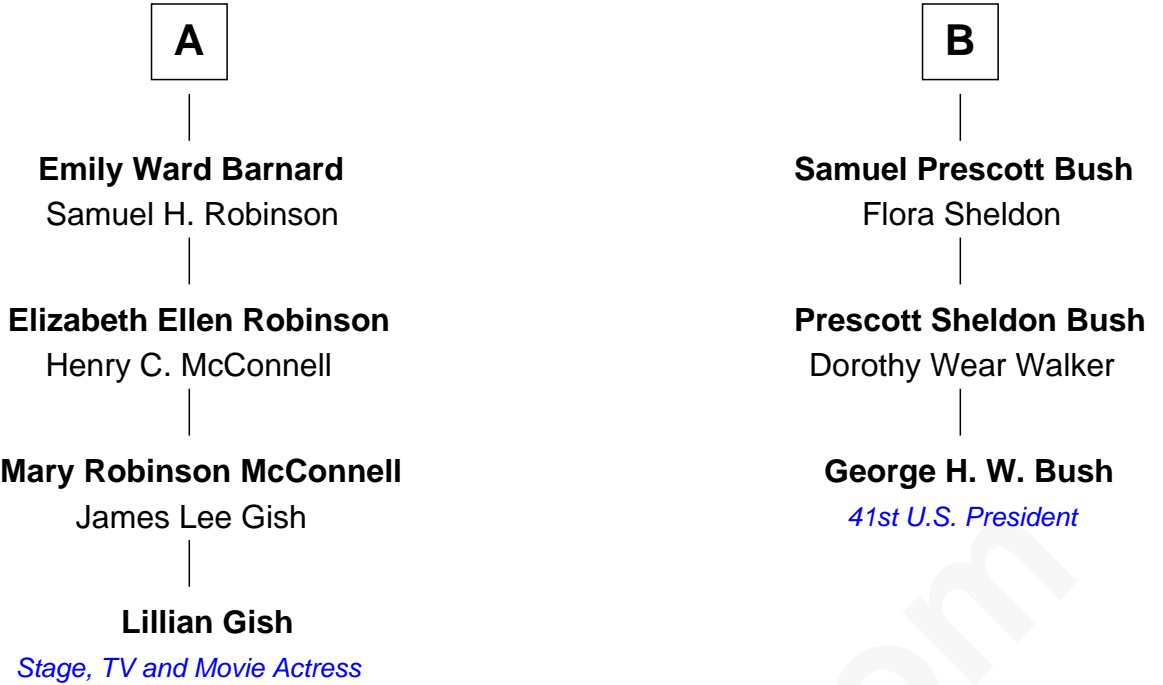 A
Emily Ward Barnard
Samuel H. Robinson
Elizabeth Ellen Robinson
Henry C. McConnell
Mary Robinson McConnell
James Lee Gish
Lillian Gish
Stage, TV and Movie Actress
B
Samuel Prescott Bush
Flora Sheldon
Prescott Sheldon Bush
Dorothy Wear Walker
George H. W. Bush
41st U.S. President
om